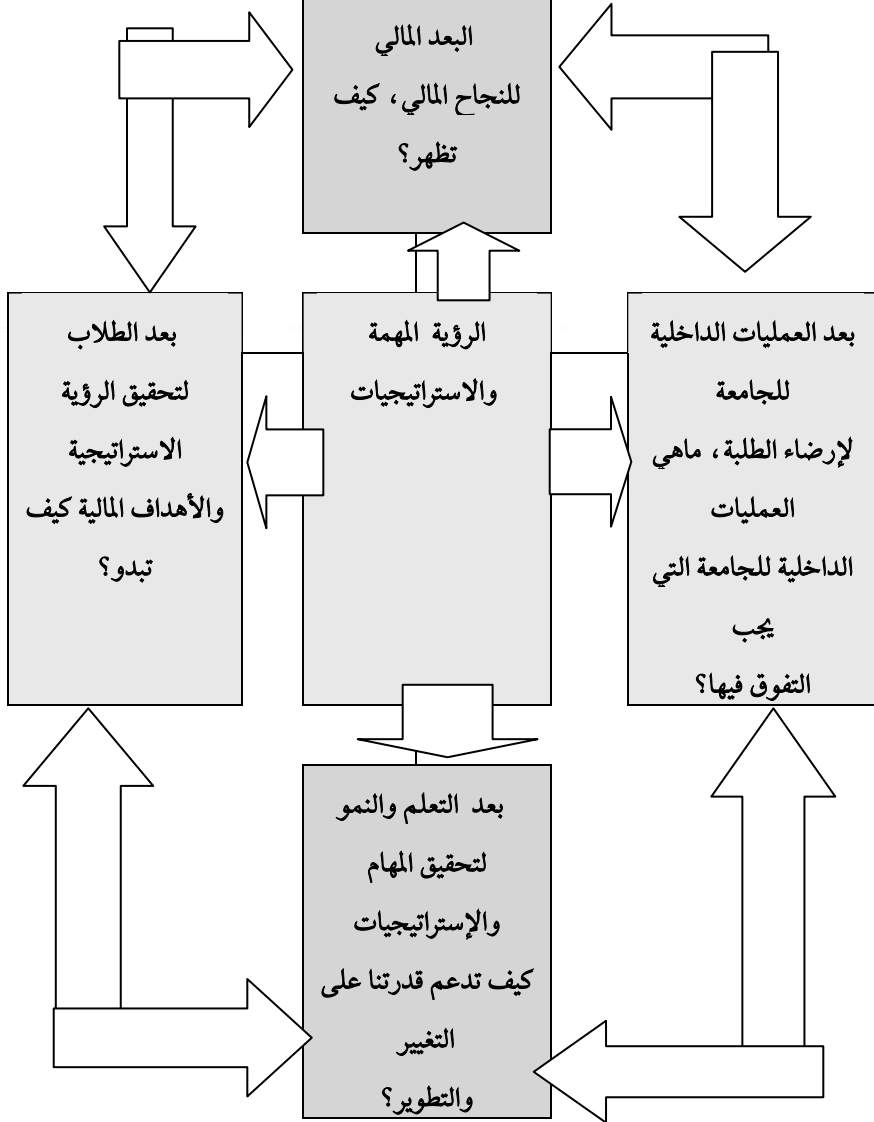 البعد المالي
للنجاح المالي، كيف
تظهر؟
بعد العمليات الداخلية
للجامعة
لإرضاء الطلبة، ماهي
العمليات
الداخلية للجامعة التي
يجب
التفوق فيها؟
الرؤية المهمة
والاستراتيجيات
بعد الطلاب
لتحقيق الرؤية
الاستراتيجية
والأهداف المالية كيف
تبدو؟
بعد التعلم والنمو
لتحقيق المهام
والإستراتيجيات
كيف تدعم قدرتنا على
التغيير
والتطوير؟